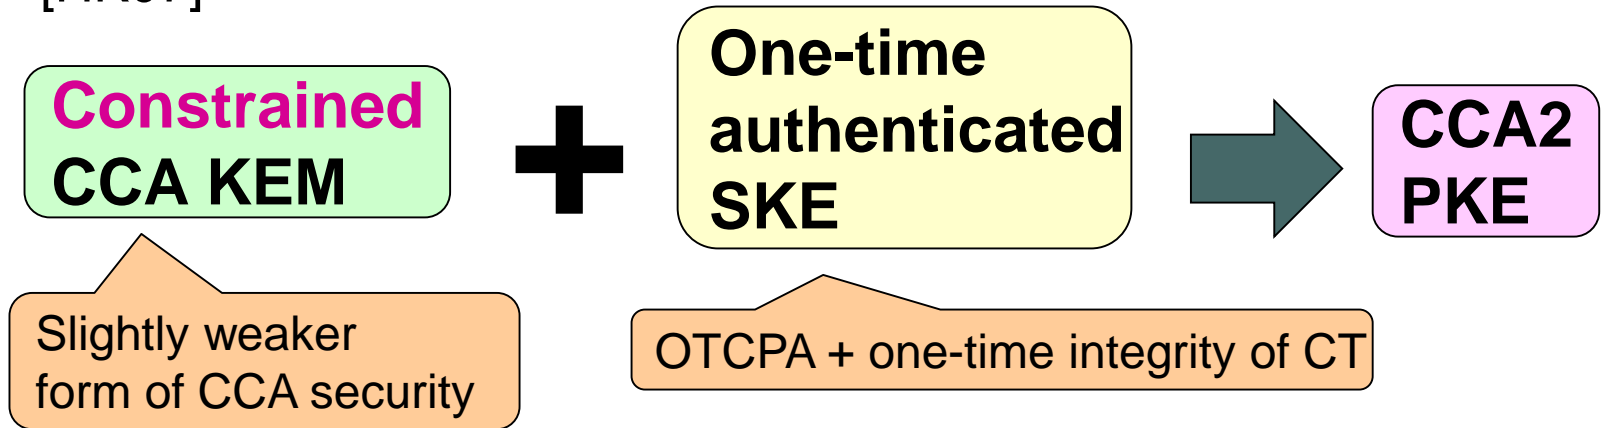 Constrained
CCA KEM
+
One-time
authenticated
SKE
CCA2
PKE
Slightly weaker
form of CCA security
OTCPA + one-time integrity of CT